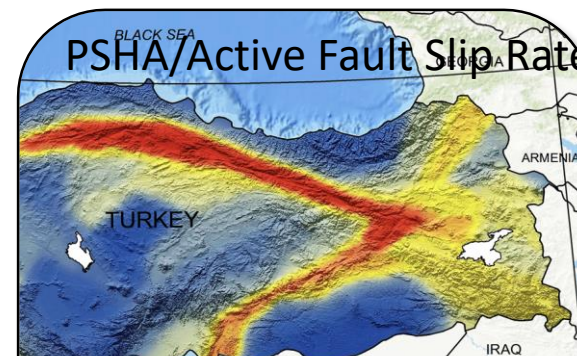 BLACK SEA
PSHA/Active Fault Slip Rate
GEORGIA
ARMENIA
TURKEY
IRAQ